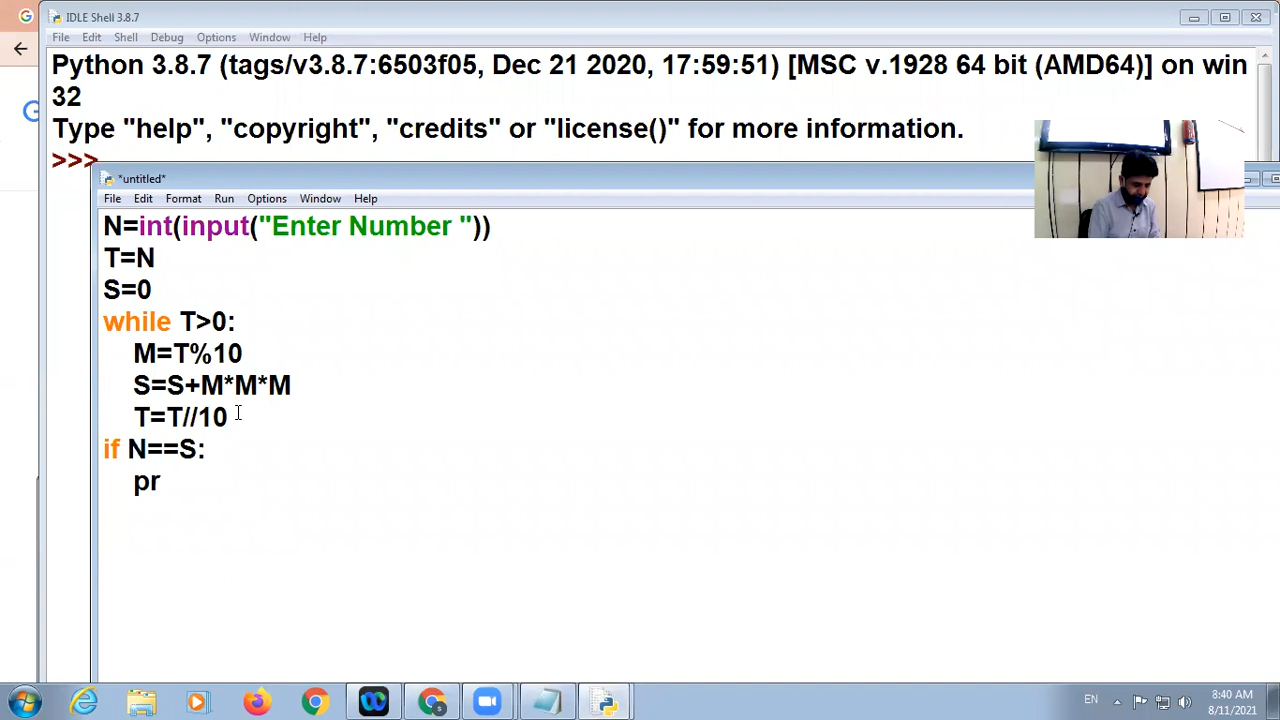 IDLE Shell 3.8.7
File Edit Shell Debug Options Window Help
Python 3.8.7 (tags/v3.8.7:6503f05, Dec 21 2020, 17:59:51) [MSC v.1928 64 bit (AMD64)] on win
32
Type "help", "copyright", "credits" or "license()" for more information.
>>>
*untitled*
File Edit Format Run Options Window Help
N=int(input("Enter Number "))
T=N
S=0
while T>0:
M=T%10
S=S+M*M*M
T=T//10
if N==S:
pr
EN
8:40 AM
8/11/2021